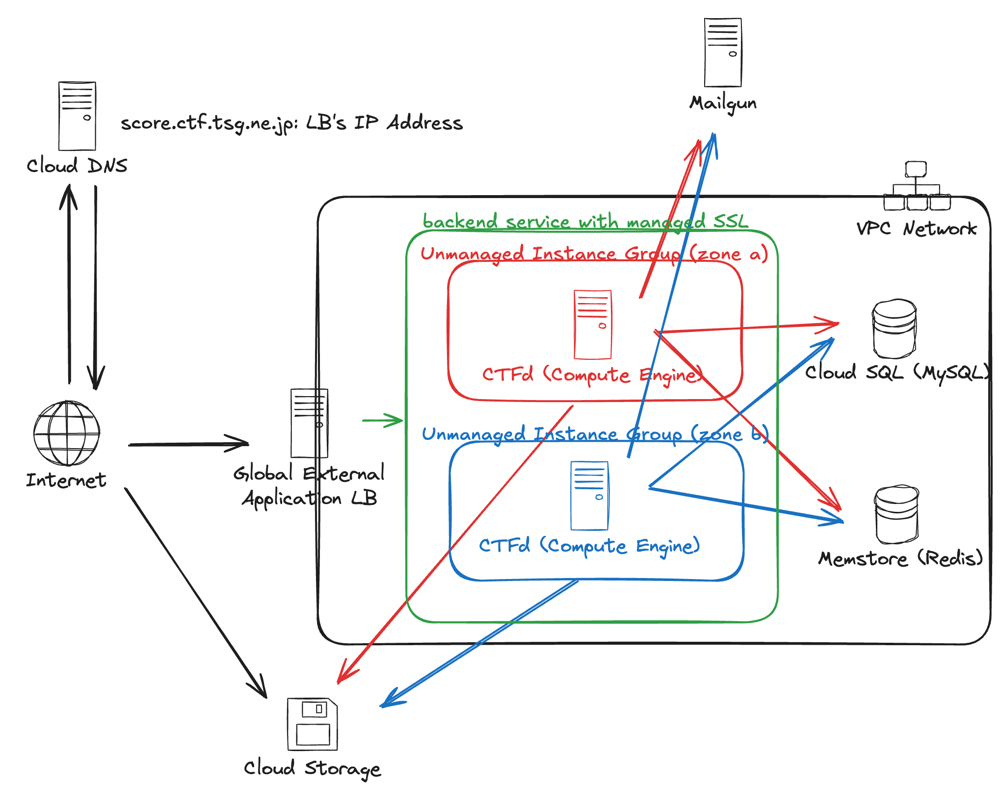 Mailgun
score.ctf.tsg.ne.jp: LB's IP Address
Cloud DNS
VPC Network
backend service with managed SSL
Unmanaged Instance Group (zone a)
CTFd (Compute Engine)
Cloud SQL (MySQL)
Unmanaged Instance Group (zone b)
Internet
Global External
Application LB
CTFd (Compute Engine)
Memstore (Redis)
Cloud Storage